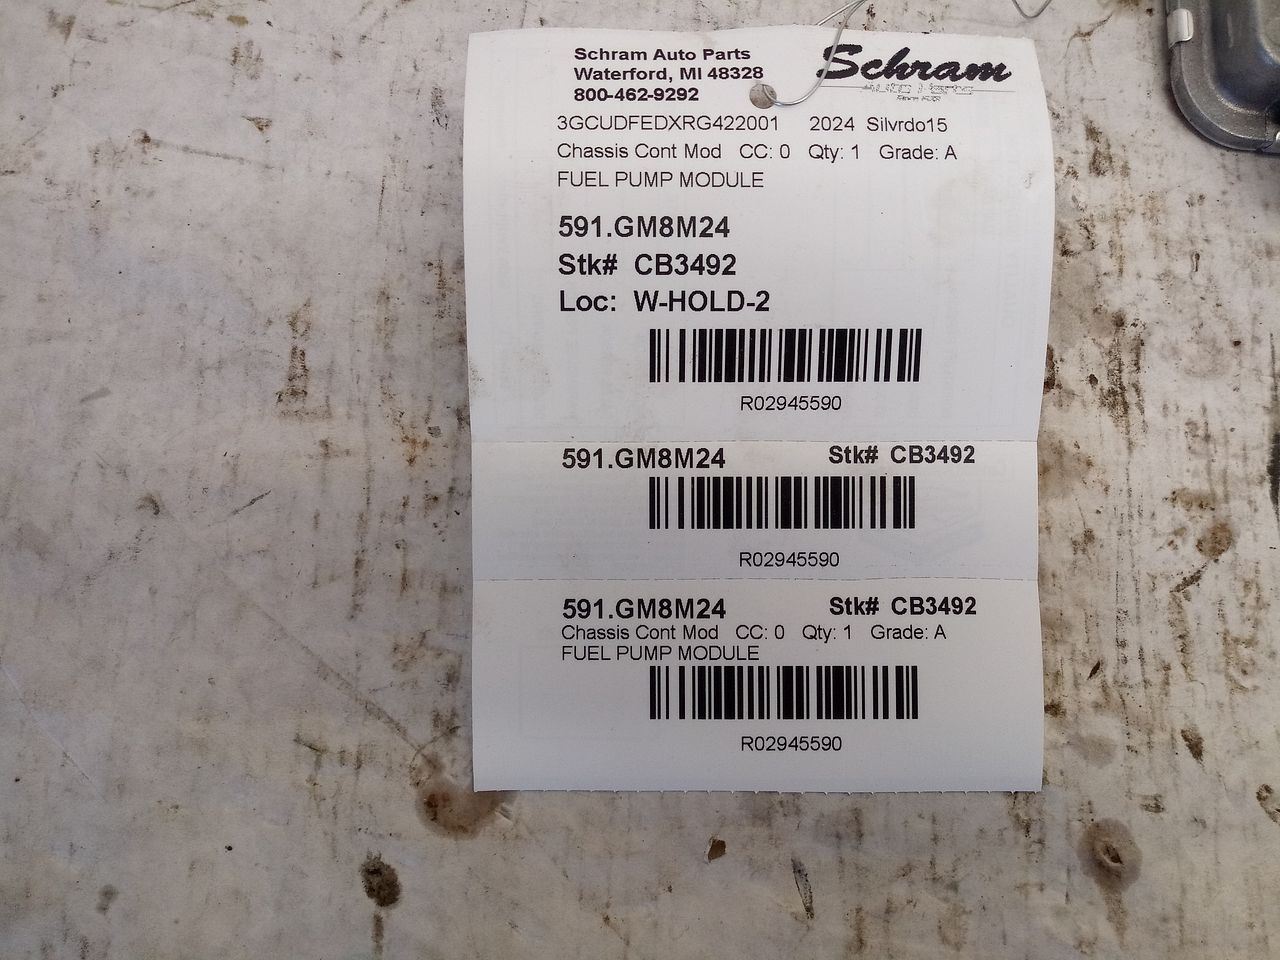 Schram Auto Parts
Waterford, MI 48328
800-462-9292
Schram
AUTO PARTS
3GCUDFEDXRG422001 2024 Silvrdo15
Chassis Cont Mod CC: 0 Qty: 1 Grade: A
FUEL PUMP MODULE
591.GM8M24
Stk# CB3492
Loc: W-HOLD-2
R02945590
591.GM8M24 Stk# CB3492
R02945590
591.GM8M24 Stk# CB3492
Chassis Cont Mod CC: 0 Qty: 1 Grade: A
FUEL PUMP MODULE
R02945590